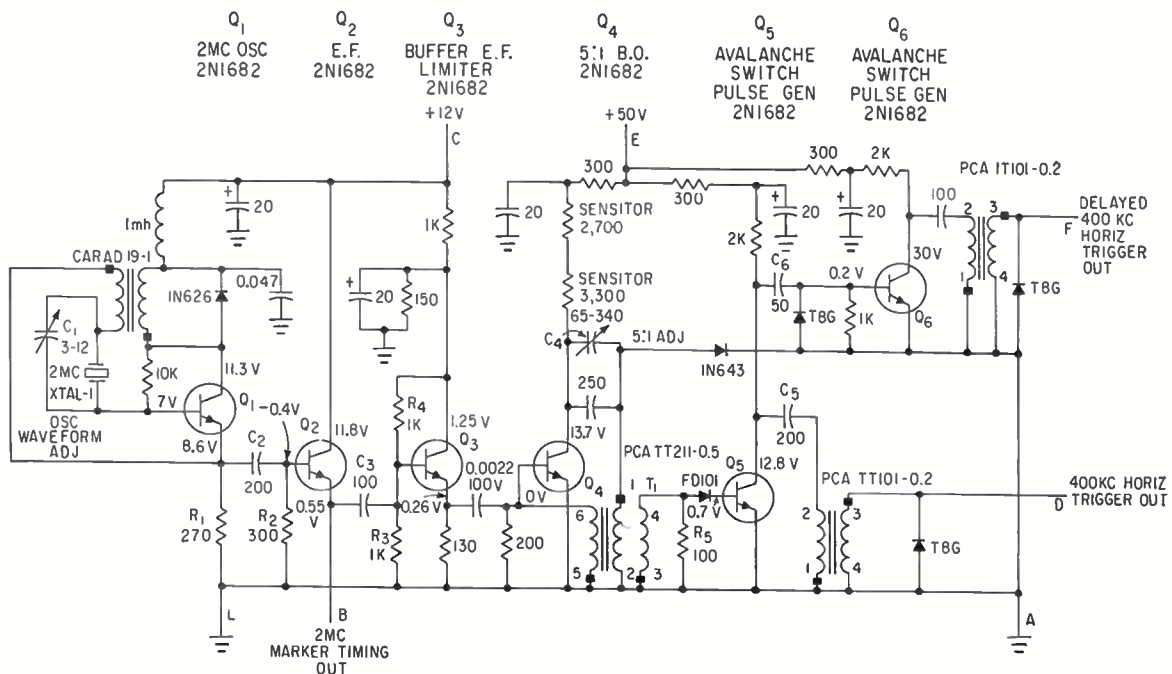 Q1
2MC OSC
2N1682
Q2
E.F.
2N1682
Q3
BUFFER E.F.
LIMITER
2N1682
Q4
5:1 B.O.
2N1682
Q5
AVALANCHE
SWITCH
PULSE GEN
2N1682
Q6
AVALANCHE
SWITCH
PULSE GEN
2N1682
+12V
C
+50V
E
300
300
300
2K
PCA 1T101-0.2
+
20
1mh
1K
20
SENSITOR
2,700
2K
+
20
+
20
100
2
3
1
4
DELAYED
400 KC
HORIZ
TRIGGER
OUT
F
CARAD 19-1
1N626
0.047
+
20
150
SENSITOR
3,300
65-340
C4
5:1 ADJ
C6
50
0.2 V
30V
T8G
1K
Q6
T8G
C1
3-12
2MC
XTAL-1
10K
11.3 V
7V
Q1
8.6V
OSC
WAVEFORM
ADJ
-0.4V
R4
1K
1.25 V
250
13.7 V
1N643
C5
200
C2
200
Q2
11.8V
0.55
V
C3
100
Q3
0.26V
0.0022
100V
0V
Q4
PCA TT211-0.5
1
T1
6
4
5
2
3
FD101
0.7 V
Q5
12.8V
PCA TT101-0.2
2
3
1
4
400KC HORIZ
TRIGGER OUT
D
R1
270
R2
300
R3
1K
130
200
R5
100
T8G
L
B
2MC
MARKER TIMING
OUT
A